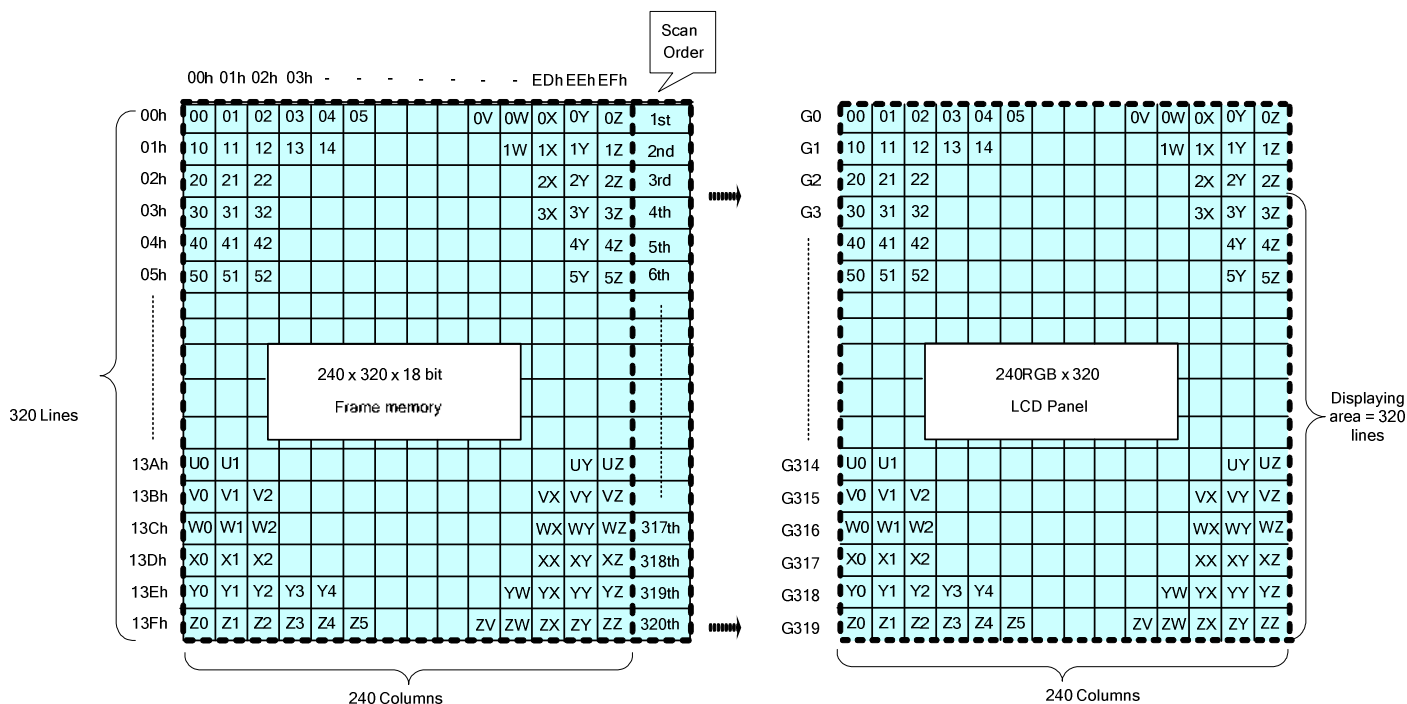 Scan
Order
00h 01h 02h 03h - - - - - - EDh EEh EFh
00h 00 01 02 03 04 05 0V 0W 0X 0Y 0Z 1st
01h 10 11 12 13 14 1W 1X 1Y 1Z 2nd
02h 20 21 22 2X 2Y 2Z 3rd
03h 30 31 32 3X 3Y 3Z 4th
04h 40 41 42 4Y 4Z 5th
05h 50 51 52 5Y 5Z 6th
240 x 320 x 18 bit
Frame memory
320 Lines
13Ah U0 U1 UY UZ
13Bh V0 V1 V2 VX VY VZ
13Ch W0 W1 W2 WX WY WZ 317th
13Dh X0 X1 X2 XX XY XZ 318th
13Eh Y0 Y1 Y2 Y3 Y4 YW YX YY YZ 319th
13Fh Z0 Z1 Z2 Z3 Z4 Z5 ZV ZW ZX ZY ZZ 320th
240 Columns
G0 00 01 02 03 04 05 0V 0W 0X 0Y 0Z
G1 10 11 12 13 14 1W 1X 1Y 1Z
G2 20 21 22 2X 2Y 2Z
G3 30 31 32 3X 3Y 3Z
40 41 42 4Y 4Z
50 51 52 5Y 5Z
240RGB x 320
LCD Panel
Displaying
area = 320
lines
G314 U0 U1 UY UZ
G315 V0 V1 V2 VX VY VZ
G316 W0 W1 W2 WX WY WZ
G317 X0 X1 X2 XX XY XZ
G318 Y0 Y1 Y2 Y3 Y4 YW YX YY YZ
G319 Z0 Z1 Z2 Z3 Z4 Z5 ZV ZW ZX ZY ZZ
240 Columns